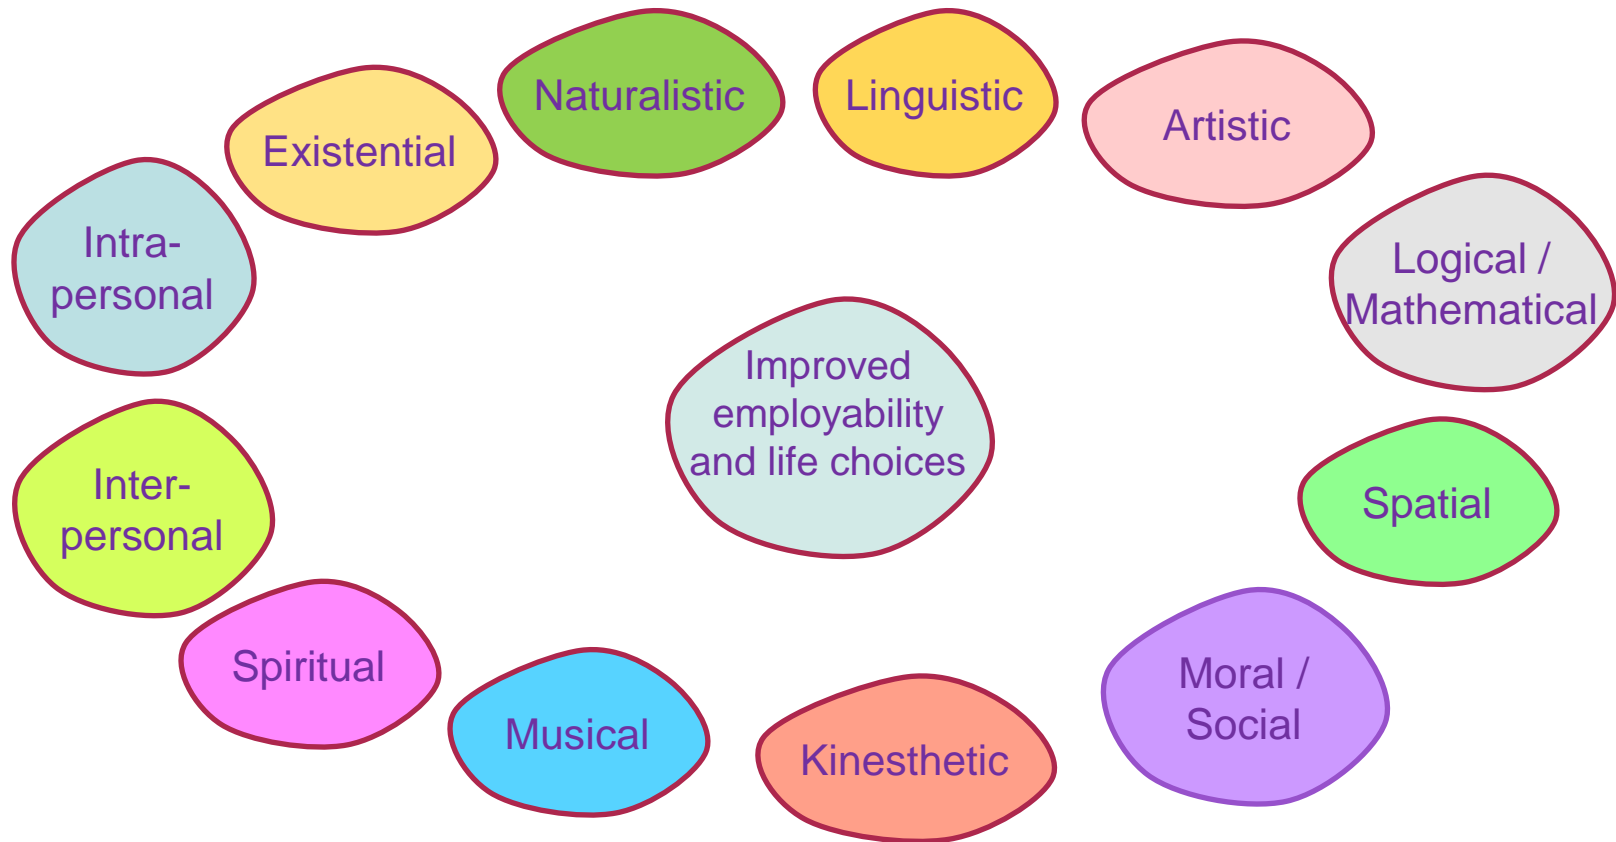 Naturalistic
Linguistic
Artistic
Existential
Intra-
personal
Logical /
Mathematical
Improved
employability
and life choices
Inter-
personal
Spatial
Spiritual
Moral /
Social
Musical
Kinesthetic